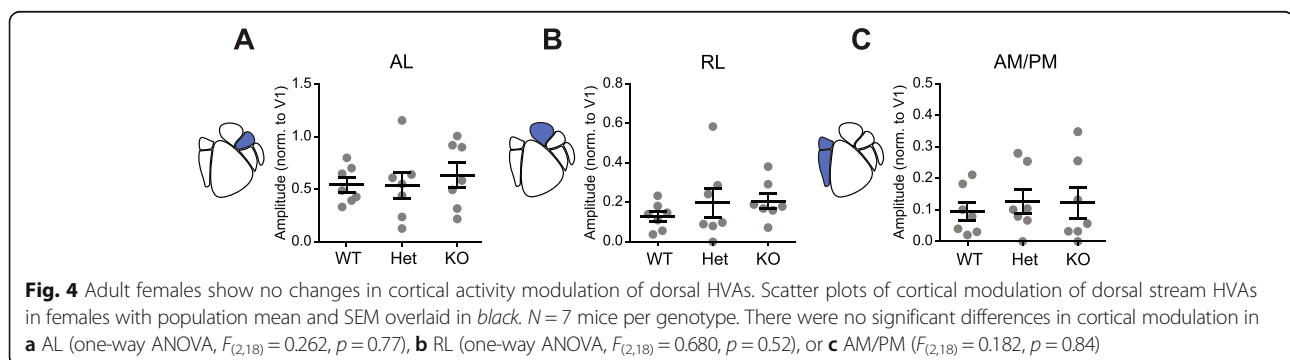 A
B
C
AL
RL
AM/PM
Amplitude (norm. to V1)
1.5
1.0
0.5
0.0
WT Het KO
Amplitude (norm. to V1)
0.8
0.6
0.4
0.2
0.0
WT Het KO
Amplitude (norm. to V1)
0.5
0.4
0.3
0.2
0.1
0.0
WT Het KO
Fig. 4 Adult females show no changes in cortical activity modulation of dorsal HVAs. Scatter plots of cortical modulation of dorsal stream HVAs
in females with population mean and SEM overlaid in black. N = 7 mice per genotype. There were no significant differences in cortical modulation in
a AL (one-way ANOVA, F(2,18) = 0.262, p = 0.77), b RL (one-way ANOVA, F(2,18) = 0.680, p = 0.52), or c AM/PM (F(2,18) = 0.182, p = 0.84)